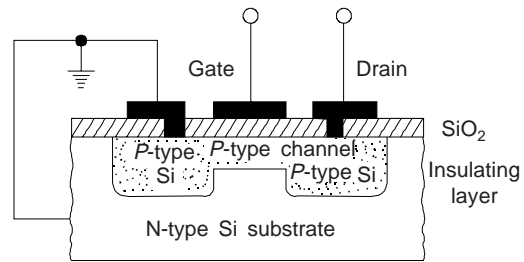 Gate
Drain
SiO2
P-type
Si
P-type channel
P-type Si
Insulating
layer
N-type Si substrate